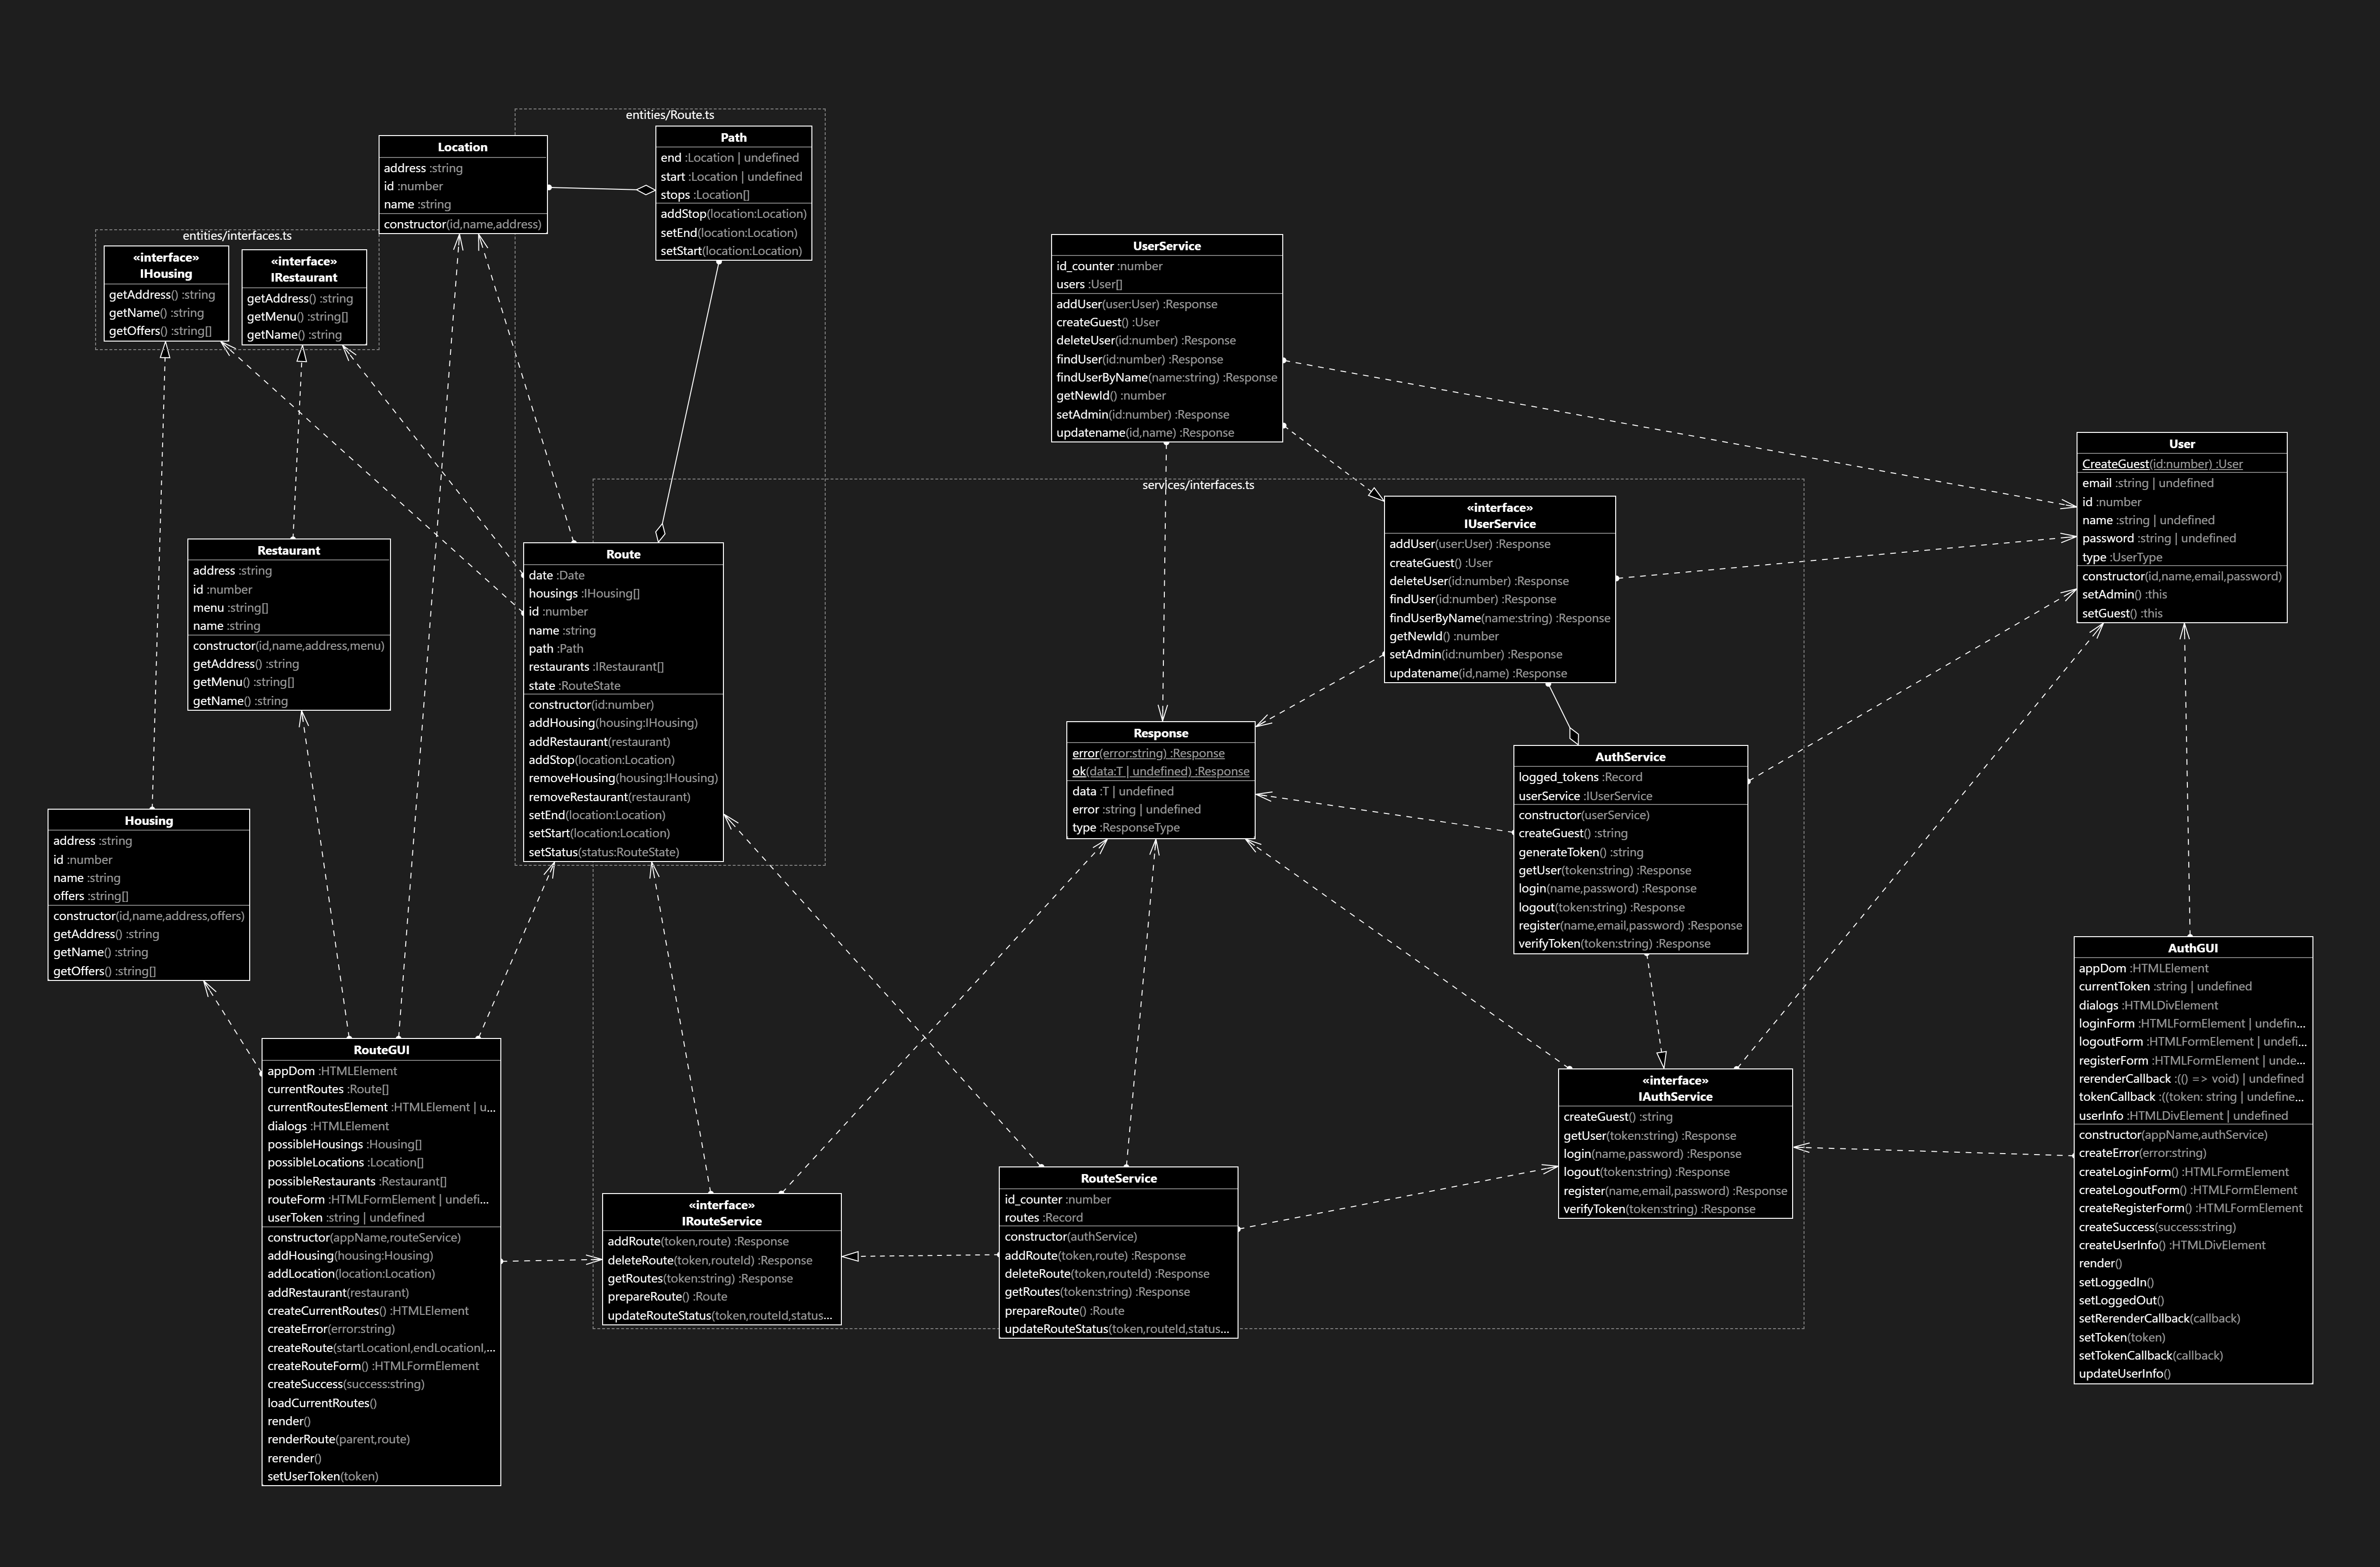 entities/Route.ts
Location
address :string
id :number
name :string
constructor(id,name,address)
Path
end :Location | undefined
start :Location | undefined
stops :Location[]
addStop(location:Location)
setEnd(location:Location)
setStart(location:Location)
entities/interfaces.ts
«interface»
IHousing
getAddress() :string
getName() :string
getOffers() :string[]
«interface»
IRestaurant
getAddress() :string
getMenu() :string[]
getName() :string
UserService
id_counter :number
users :User[]
addUser(user:User) :Response
createGuest() :User
deleteUser(id:number) :Response
findUser(id:number) :Response
findUserByName(name:string) :Response
getNewId() :number
setAdmin(id:number) :Response
updatename(id,name) :Response
User
CreateGuest(id:number) :User
email :string | undefined
id :number
name :string | undefined
password :string | undefined
type :UserType
constructor(id,name,email,password)
setAdmin() :this
setGuest() :this
services/interfaces.ts
«interface»
IUserService
addUser(user:User) :Response
createGuest() :User
deleteUser(id:number) :Response
findUser(id:number) :Response
findUserByName(name:string) :Response
getNewId() :number
setAdmin(id:number) :Response
updatename(id,name) :Response
Restaurant
address :string
id :number
menu :string[]
name :string
constructor(id,name,address,menu)
getAddress() :string
getMenu() :string[]
getName() :string
Route
date :Date
housings :IHousing[]
id :number
name :string
path :Path
restaurants :IRestaurant[]
state :RouteState
constructor(id:number)
addHousing(housing:IHousing)
addRestaurant(restaurant)
addStop(location:Location)
removeHousing(housing:IHousing)
removeRestaurant(restaurant)
setEnd(location:Location)
setStart(location:Location)
setStatus(status:RouteState)
Response
error(error:string) :Response
ok(data:T | undefined) :Response
data :T | undefined
error :string | undefined
type :ResponseType
AuthService
logged_tokens :Record
userService :IUserService
constructor(userService)
createGuest() :string
generateToken() :string
getUser(token:string) :Response
login(name,password) :Response
logout(token:string) :Response
register(name,email,password) :Response
verifyToken(token:string) :Response
Housing
address :string
id :number
name :string
offers :string[]
constructor(id,name,address,offers)
getAddress() :string
getName() :string
getOffers() :string[]
AuthGUI
appDom :HTMLElement
currentToken :string | undefined
dialogs :HTMLDivElement
loginForm :HTMLFormElement | undefin...
logoutForm :HTMLFormElement | undefi...
registerForm :HTMLFormElement | unde...
rerenderCallback :(() => void) | undefined
tokenCallback :((token: string | undefine...
userInfo :HTMLDivElement | undefined
constructor(appName,authService)
createError(error:string)
createLoginForm() :HTMLFormElement
createLogoutForm() :HTMLFormElement
createRegisterForm() :HTMLFormElement
createSuccess(success:string)
createUserInfo() :HTMLDivElement
render()
setLoggedIn()
setLoggedOut()
setRerenderCallback(callback)
setToken(token)
setTokenCallback(callback)
updateUserInfo()
RouteGUI
appDom :HTMLElement
currentRoutes :Route[]
currentRoutesElement :HTMLElement | u...
dialogs :HTMLElement
possibleHousings :Housing[]
possibleLocations :Location[]
possibleRestaurants :Restaurant[]
routeForm :HTMLFormElement | undefi...
userToken :string | undefined
constructor(appName,routeService)
addHousing(housing:Housing)
addLocation(location:Location)
addRestaurant(restaurant)
createCurrentRoutes() :HTMLElement
createError(error:string)
createRoute(startLocationI,endLocationI,...
createRouteForm() :HTMLFormElement
createSuccess(success:string)
loadCurrentRoutes()
render()
renderRoute(parent,route)
rerender()
setUserToken(token)
«interface»
IAuthService
createGuest() :string
getUser(token:string) :Response
login(name,password) :Response
logout(token:string) :Response
register(name,email,password) :Response
verifyToken(token:string) :Response
«interface»
IRouteService
addRoute(token,route) :Response
deleteRoute(token,routeId) :Response
getRoutes(token:string) :Response
prepareRoute() :Route
updateRouteStatus(token,routeId,status...
RouteService
id_counter :number
routes :Record
constructor(authService)
addRoute(token,route) :Response
deleteRoute(token,routeId) :Response
getRoutes(token:string) :Response
prepareRoute() :Route
updateRouteStatus(token,routeId,status...